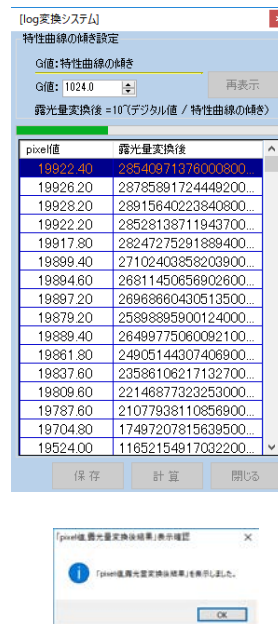 [log変換システム]
特性曲線の傾き設定
G値:特性曲線の傾き
G値: 1024.0
再表示
露光量変換後 =10^(デジタル値 / 特性曲線の傾き)
pixel値 露光量変換後
19922.40 28540971376000800...
19926.20 28785891724449200...
19928.20 28915640223840800...
19922.20 28528138711943700...
19917.80 28247275291889400...
19899.40 27102403858203900...
19894.60 26811450656902600...
19897.20 26968660430513500...
19879.20 25898895900124000...
19889.40 26499775060092100...
19861.80 24905144307406900...
19837.60 23586106217132700...
19809.60 22146877323253000...
19787.60 21077938110856900...
19704.80 17497207815639500...
19524.00 11652154917032200...
保存 計算 閉じる
「pixel値,露光量変換後結果」表示確認
「pixel値,露光量変換後結果」を表示しました。
OK